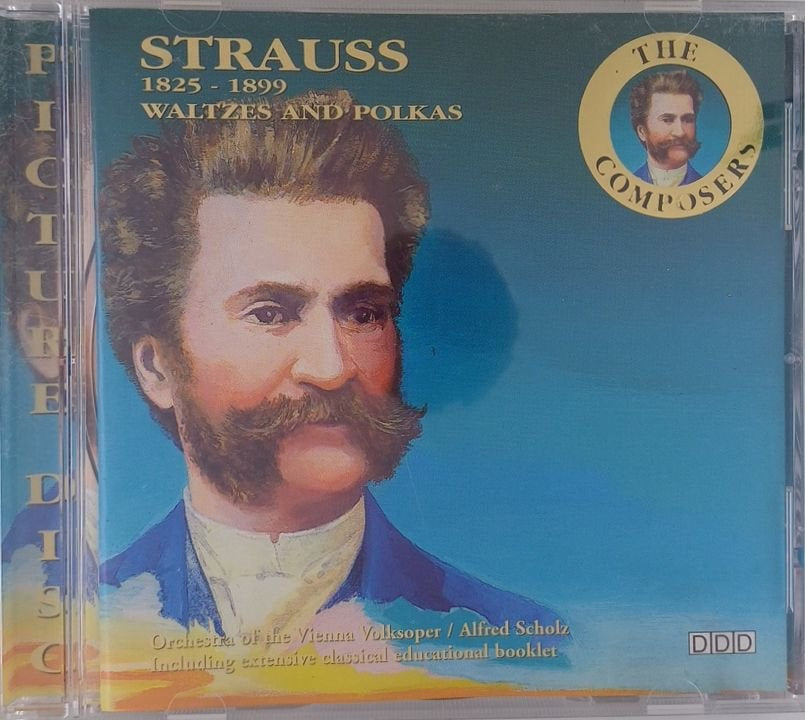 PICTURE DISC
STRAUSS
1825 - 1899
WALTZES AND POLKAS
THE
COMPOSERS
Orchestra of the Vienna Volksoper / Alfred Scholz
Including extensive classical educational booklet
DDD